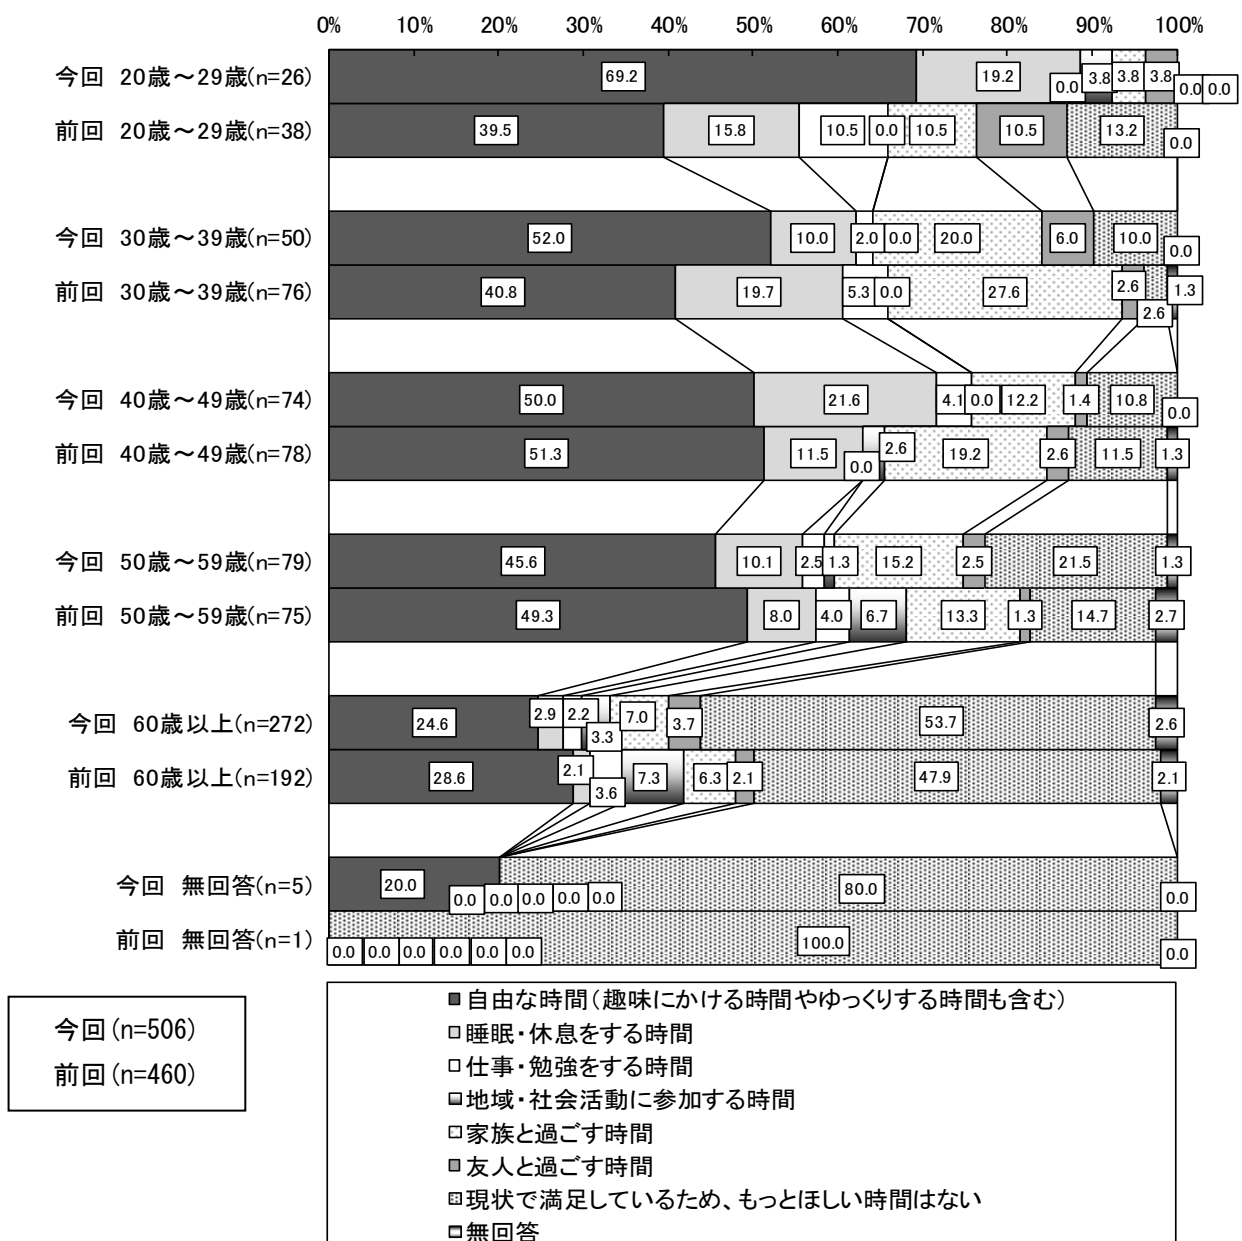 0% 10% 20% 30% 40% 50% 60% 70% 80% 90% 100%
今回 20歳～29歳(n=26) 69.2 19.2 0.0 3.8 3.8 3.8 0.0 0.0
前回 20歳～29歳(n=38) 39.5 15.8 10.5 0.0 10.5 10.5 13.2 0.0
今回 30歳～39歳(n=50) 52.0 10.0 2.0 0.0 20.0 6.0 10.0 0.0
前回 30歳～39歳(n=76) 40.8 19.7 5.3 0.0 27.6 2.6 2.6 1.3
今回 40歳～49歳(n=74) 50.0 21.6 4.1 0.0 12.2 1.4 10.8 0.0
前回 40歳～49歳(n=78) 51.3 11.5 0.0 2.6 19.2 2.6 11.5 1.3
今回 50歳～59歳(n=79) 45.6 10.1 2.5 1.3 15.2 2.5 21.5 1.3
前回 50歳～59歳(n=75) 49.3 8.0 4.0 6.7 13.3 1.3 14.7 2.7
今回 60歳以上(n=272) 24.6 2.9 2.2 3.3 7.0 3.7 53.7 2.6
前回 60歳以上(n=192) 28.6 2.1 3.6 7.3 6.3 2.1 47.9 2.1
今回 無回答(n=5) 20.0 0.0 0.0 0.0 0.0 0.0 80.0 0.0
前回 無回答(n=1) 0.0 0.0 0.0 0.0 0.0 0.0 100.0 0.0
今回(n=506)
前回(n=460)
自由な時間(趣味にかける時間やゆっくりする時間も含む)
睡眠・休息をする時間
仕事・勉強をする時間
地域・社会活動に参加する時間
家族と過ごす時間
友人と過ごす時間
現状で満足しているため、もっとほしい時間はない
無回答